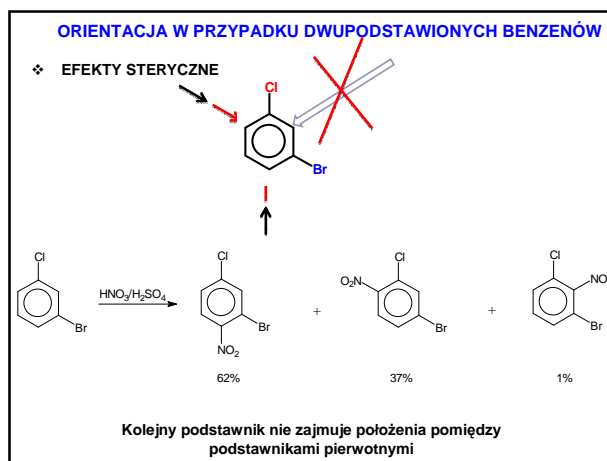 ORIENTACJA W PRZYPADKU DWUPODSTAWIONYCH BENZENÓW
❖ EFEKTY STERYCZNE
Cl
Br
Cl
Br
HNO3/H2SO4
Cl
Br
NO2
62%
+
O2N
Cl
Br
37%
+
Cl
NO
Br
1%
Kolejny podstawnik nie zajmuje położenia pomiędzy
podstawnikami pierwotnymi